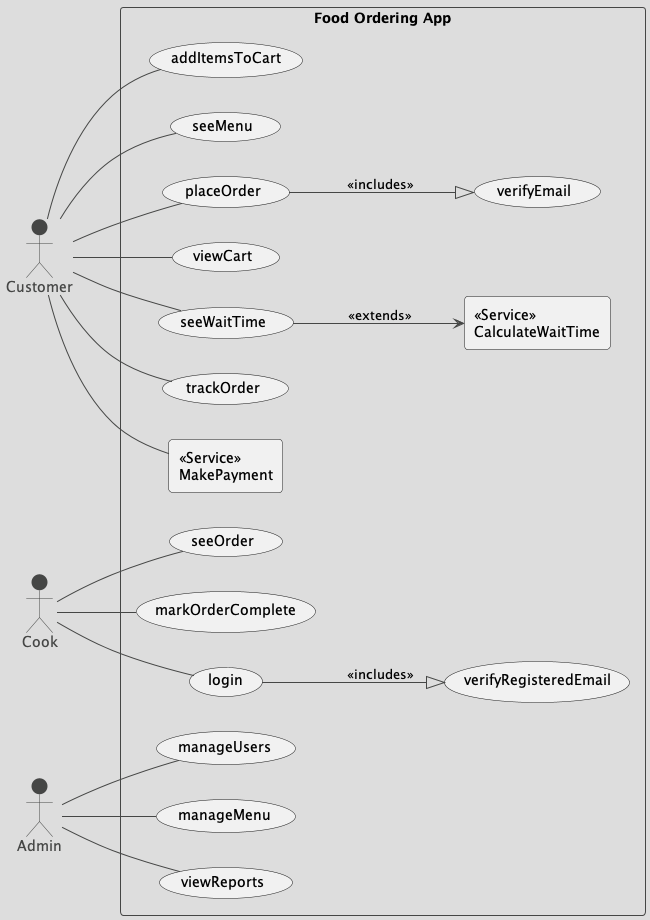 Food Ordering App
addItemsToCart
seeMenu
placeOrder
«includes»
verifyEmail
viewCart
Customer
seeWaitTime
«extends»
«Service»
CalculateWaitTime
trackOrder
«Service»
MakePayment
seeOrder
markOrderComplete
Cook
login
«includes»
verifyRegisteredEmail
manageUsers
manageMenu
Admin
viewReports